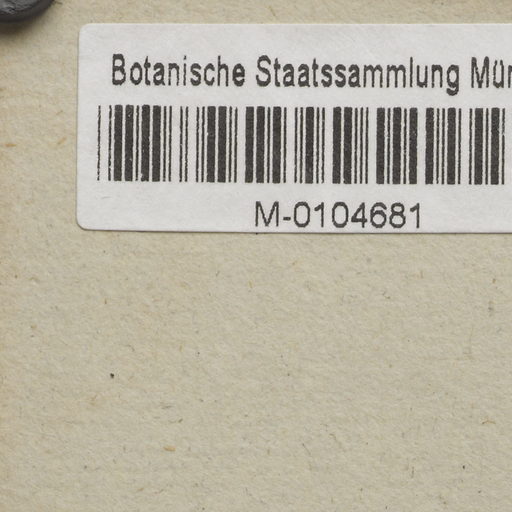 Botanische Staatssammlung Mün
M-0104681